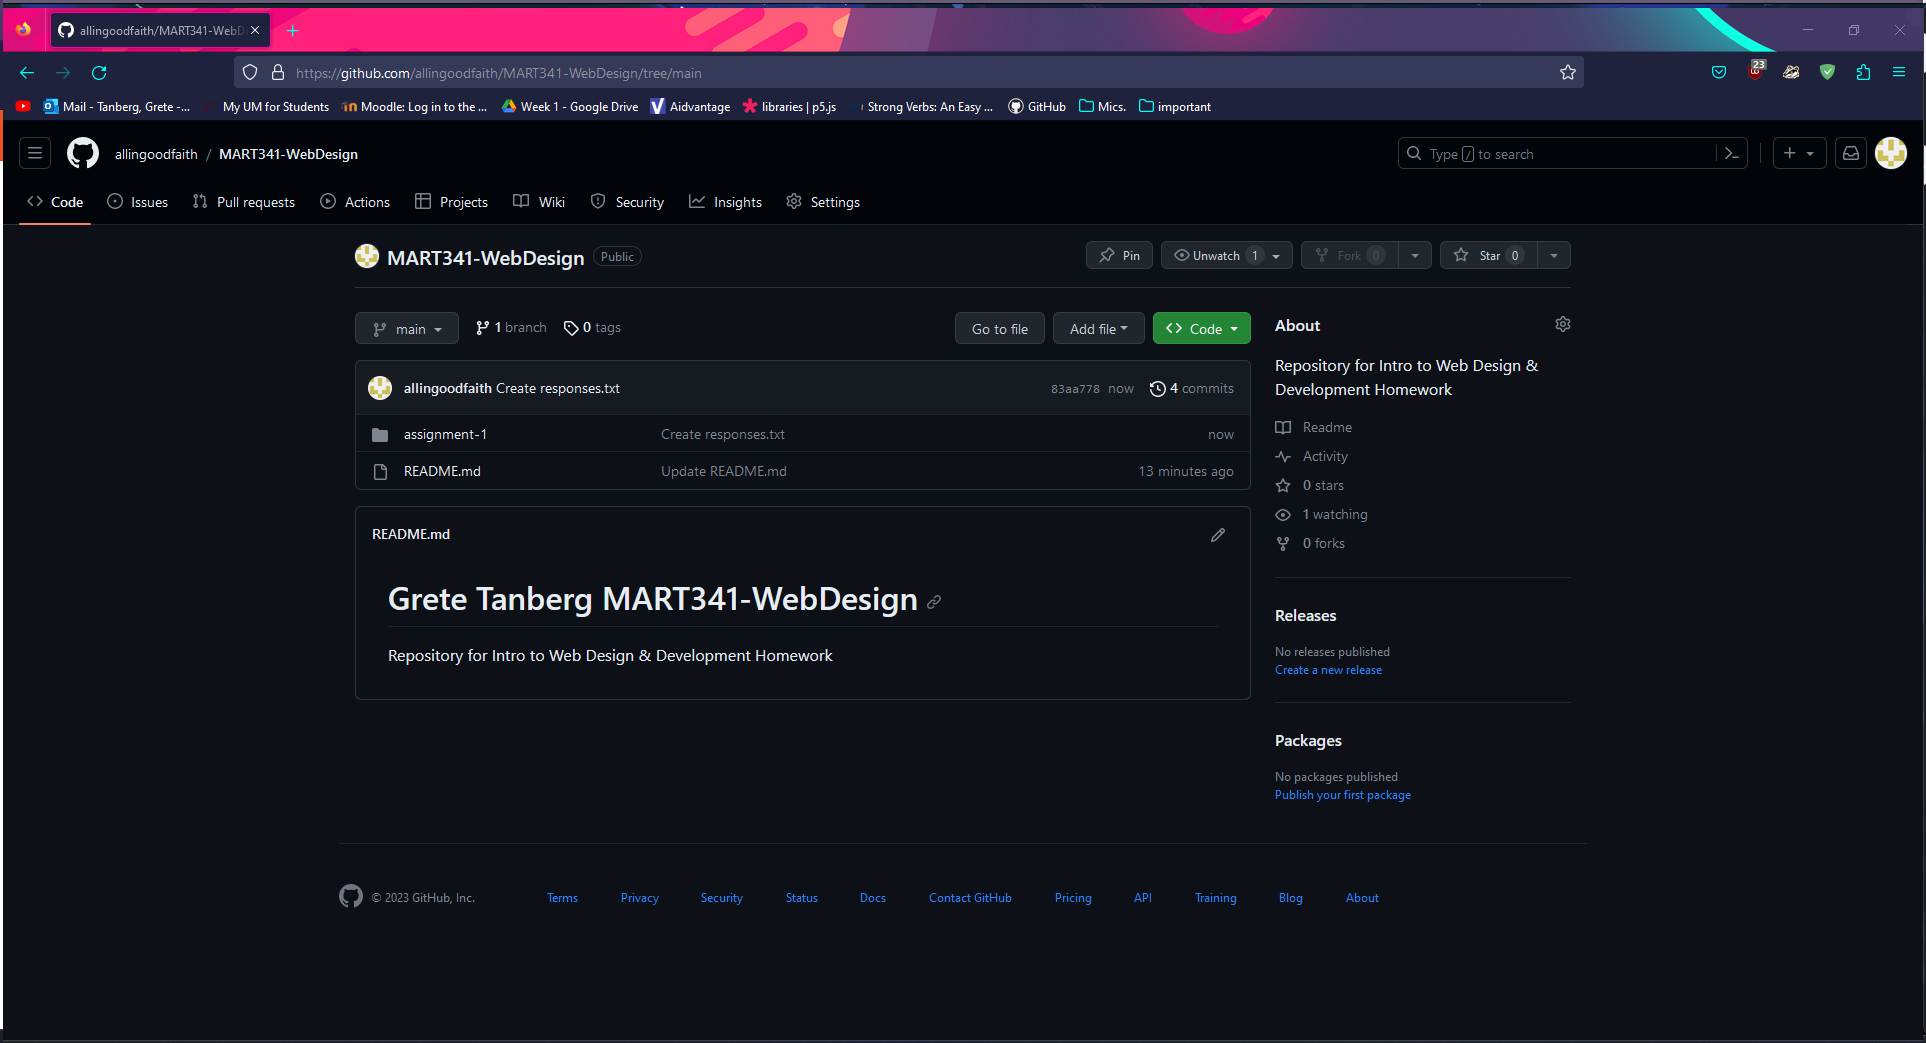 allingoodfaith/MART341-WebD
https://github.com/allingoodfaith/MART341-WebDesign/tree/main
23
Mail - Tanberg, Grete -...
My UM for Students
Moodle: Log in to the ...
Week 1 - Google Drive
Aidvantage
libraries | p5.js
Strong Verbs: An Easy ...
GitHub
Mics.
important
allingoodfaith / MART341-WebDesign
Type / to search
Code
Issues
Pull requests
Actions
Projects
Wiki
Security
Insights
Settings
MART341-WebDesign Public
Pin
Unwatch 1
Fork 0
Star 0
main
1 branch
0 tags
Go to file
Add file
Code
allingoodfaith Create responses.txt 83aa778 now 4 commits
assignment-1 Create responses.txt now
README.md Update README.md 13 minutes ago
README.md
Grete Tanberg MART341-WebDesign
Repository for Intro to Web Design & Development Homework
About
Repository for Intro to Web Design &
Development Homework
Readme
Activity
0 stars
1 watching
0 forks
Releases
No releases published
Create a new release
Packages
No packages published
Publish your first package
© 2023 GitHub, Inc.
Terms
Privacy
Security
Status
Docs
Contact GitHub
Pricing
API
Training
Blog
About